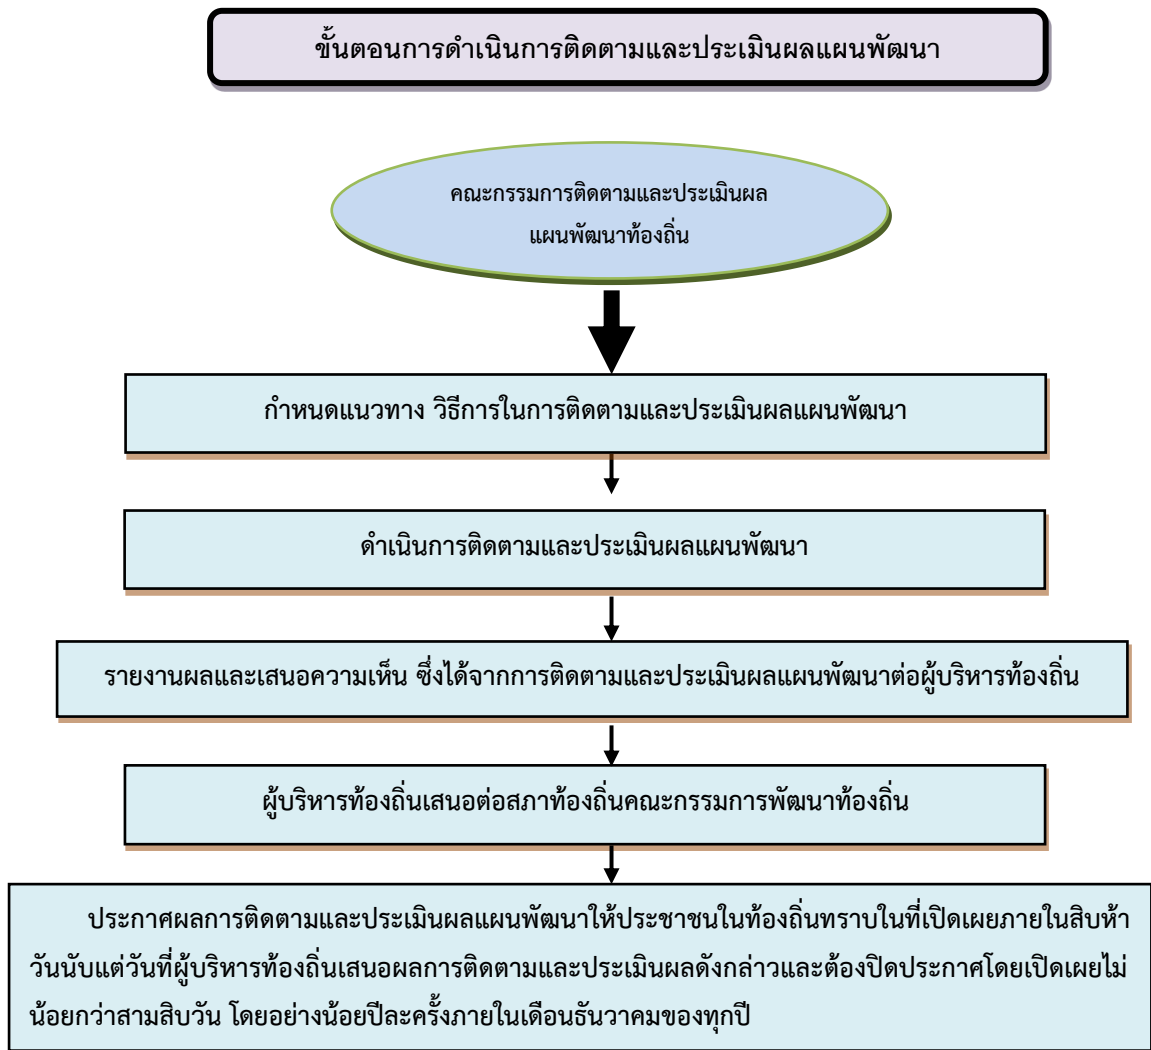 ขั้นตอนการดำเนินการติดตามและประเมินผลแผนพัฒนา
คณะกรรมการติดตามและประเมินผล
แผนพัฒนาท้องถิ่น
กำหนดแนวทาง วิธีการในการติดตามและประเมินผลแผนพัฒนา
ดำเนินการติดตามและประเมินผลแผนพัฒนา
รายงานผลและเสนอความเห็น ซึ่งได้จากการติดตามและประเมินผลแผนพัฒนาต่อผู้บริหารท้องถิ่น
ผู้บริหารท้องถิ่นเสนอต่อสภาท้องถิ่นคณะกรรมการพัฒนาท้องถิ่น
ประกาศผลการติดตามและประเมินผลแผนพัฒนาให้ประชาชนในท้องถิ่นทราบในที่เปิดเผยภายในสิบห้า
วันนับแต่วันที่ผู้บริหารท้องถิ่นเสนอผลการติดตามและประเมินผลดังกล่าวและต้องปิดประกาศโดยเปิดเผยไม่
น้อยกว่าสามสิบวัน โดยอย่างน้อยปีละครั้งภายในเดือนธันวาคมของทุกปี